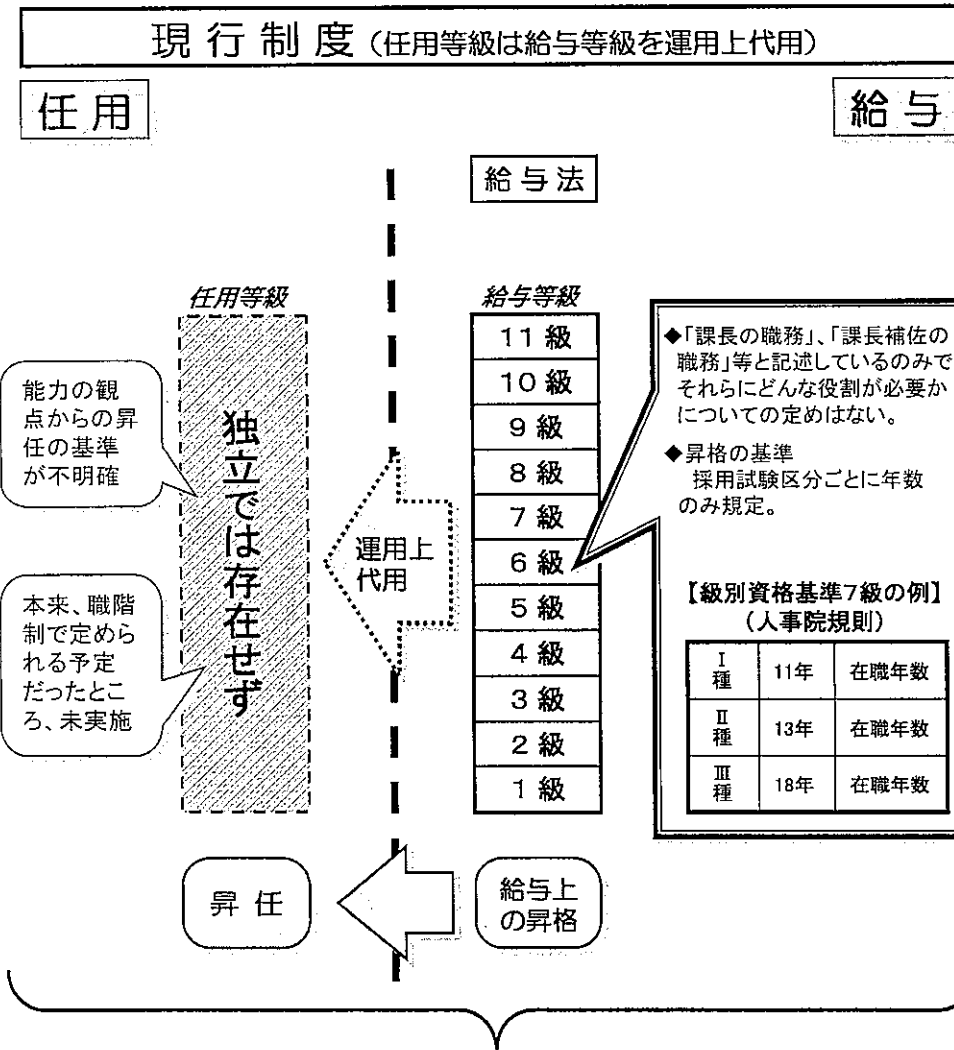 現行制度（任用等級は給与等級を運用上代用）
任用
給与
給与法
任用等級
給与等級
能力の観
点からの昇
任の基準
が不明確
本来、職階
制で定めら
れる予定
だったとこ
ろ、未実施
独立では存在せず
運用上
代用
11級
10級
9級
8級
7級
6級
5級
4級
3級
2級
1級
◆「課長の職務」、「課長補佐の
職務」等と記述しているのみで
それらにどんな役割が必要か
についての定めはない。
◆昇格の基準
採用試験区分ごとに年数
のみ規定。
【級別資格基準7級の例】
（人事院規則）
Ⅰ種 11年 在職年数
Ⅱ種 13年 在職年数
Ⅲ種 18年 在職年数
昇任
給与上
の昇格